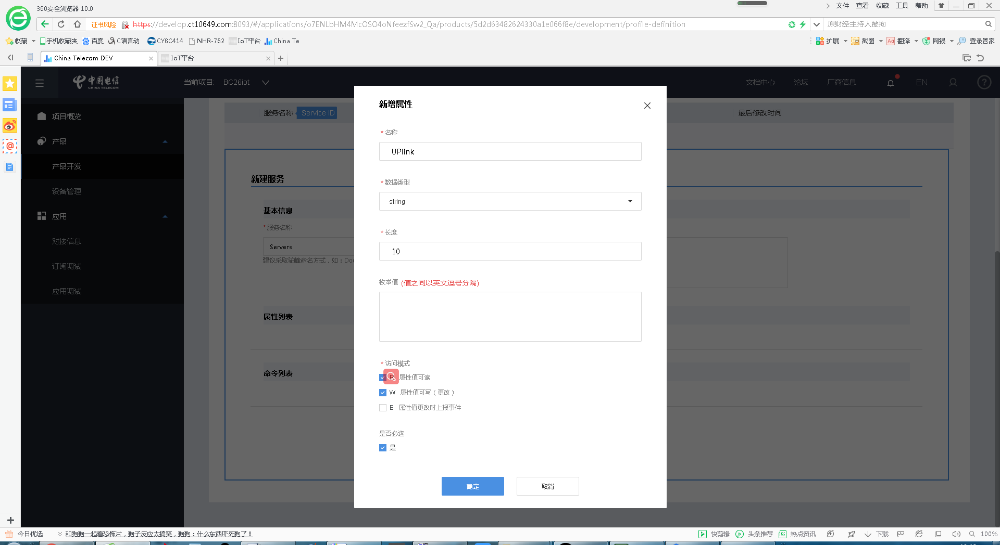 360安全浏览器 10.0
文件 查看 收藏 工具 帮助
证书风险 https://develop.ct10649.com:8093/#/applications/o7ENLbHM4McOSO4oNfeezfSw2_Qa/products/5d2d63482624330a1e066f8e/development/profile-definition
原财经主持人被拘
收藏 手机收藏夹 百度 C语言动 CY8C414 NHR-762 IoT平台 China Te
扩展 截图 Aa 翻译 网银 登录管家
China Telecom DEV
IoT平台
中国电信
CHINA TELECOM
当前项目: BC26iot
文档中心 论坛 厂商信息 EN
项目概览
产品
产品开发
设备管理
应用
对接信息
订阅调试
应用调试
服务名称 Service ID
最后修改时间
新建服务
基本信息
*服务名称
Servers
建议采取驼峰命名方式，如：Doo
属性列表
命令列表
新增属性
*名称
UPlink
*数据类型
string
*长度
10
枚举值 (值之间以英文逗号分隔)
*访问模式
R 属性值可读
W 属性值可写（更改）
E 属性值更改时上报事件
是否必选
是
确定
取消
今日优选
和狗狗一起看恐怖片，狗子反应太搞笑，狗狗：什么东西吓死狗了！
快剪辑 头条推荐 热点资讯 下载 100%